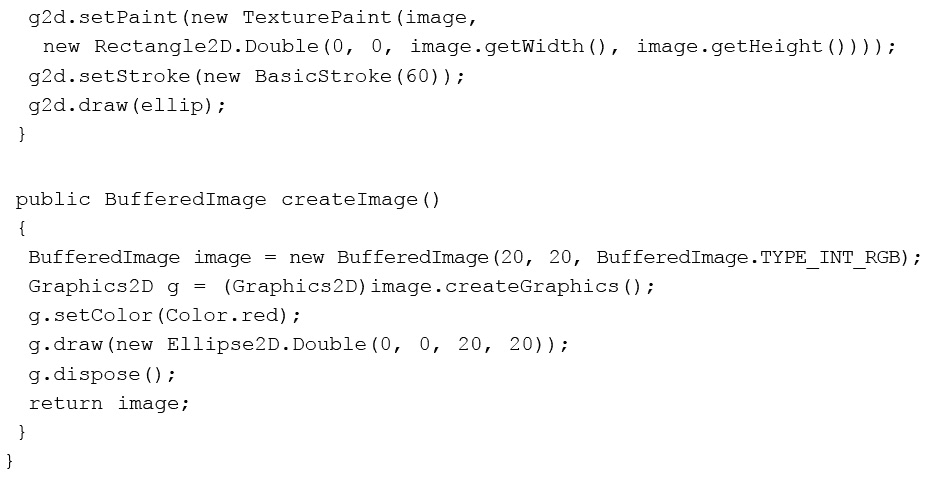 g2d.setPaint(new TexturePaint(image,
new Rectangle2D.Double(0, 0, image.getWidth(), image.getHeight())));
g2d.setStroke(new BasicStroke(60));
g2d.draw(ellip);
}
public BufferedImage createImage()
{
BufferedImage image = new BufferedImage(20, 20, BufferedImage.TYPE_INT_RGB);
Graphics2D g = (Graphics2D)image.createGraphics();
g.setColor(Color.red);
g.draw(new Ellipse2D.Double(0, 0, 20, 20));
g.dispose();
return image;
}
}